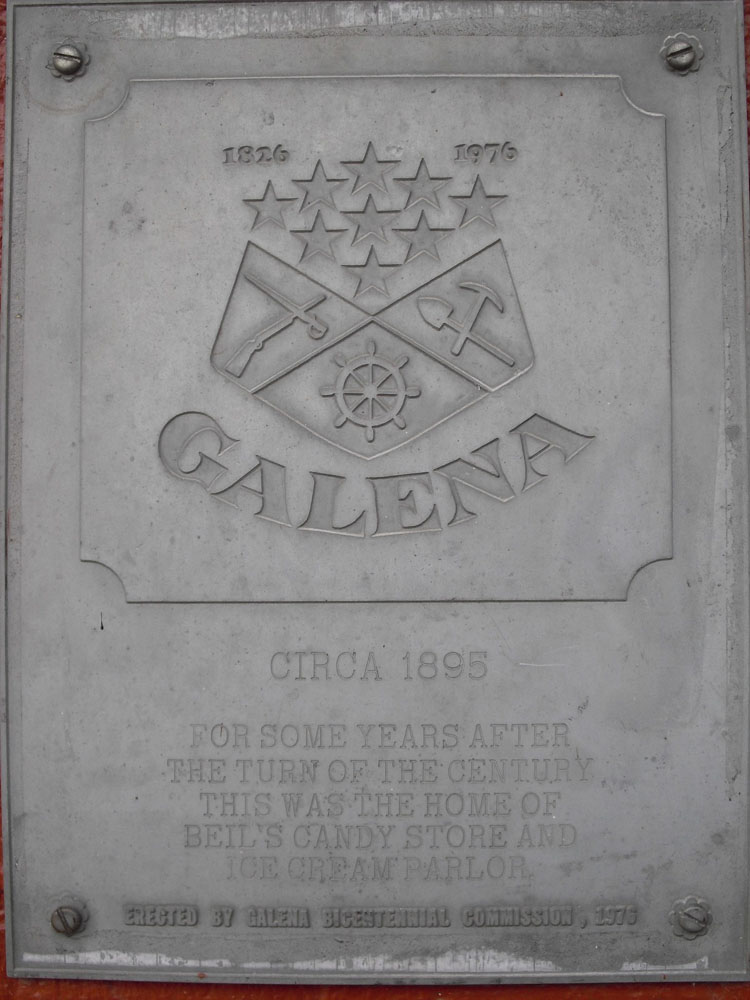 1826 1976
GALENA
CIRCA 1895
FOR SOME YEARS AFTER
THE TURN OF THE CENTURY
THIS WAS THE HOME OF
BEIL'S CANDY STORE AND
ICE CREAM PARLOR
ERECTED BY GALENA BICESTENNIAL COMMISSION, 1976